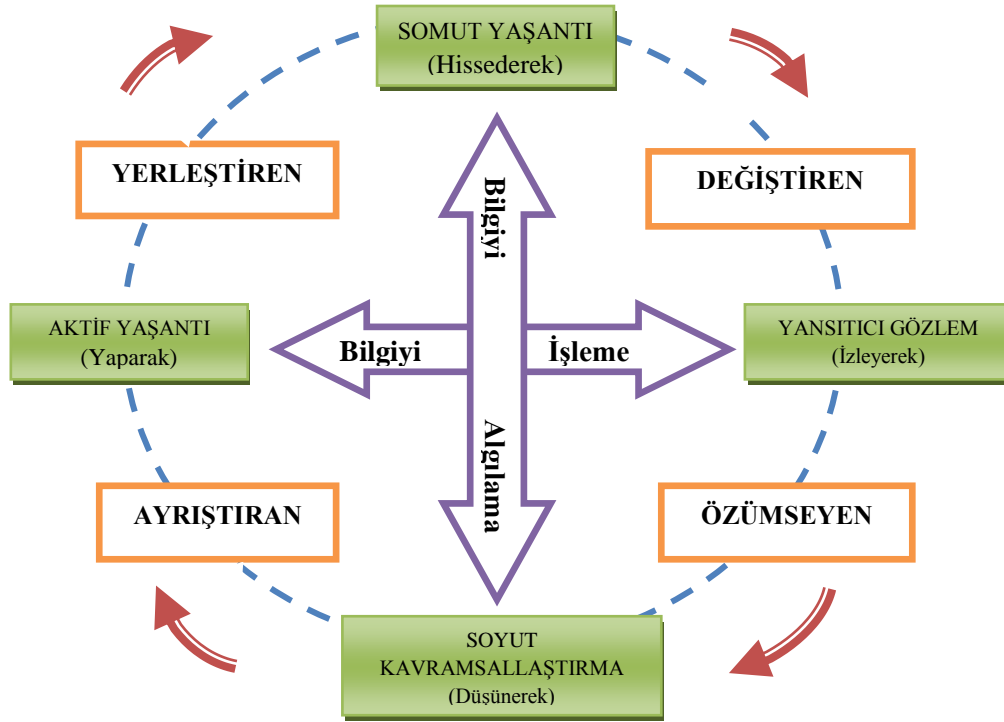 SOMUT YAŞANTI
(Hissederek)
YERLEŞTİREN
DEĞİŞTİREN
Bilgiyi
Algılama
AKTİF YAŞANTI
(Yaparak)
Bilgiyi
İşleme
YANSITICI GÖZLEM
(İzleyerek)
AYRIŞTIRAN
ÖZÜMSEYEN
SOYUT
KAVRAMSALLAŞTIRMA
(Düşünerek)